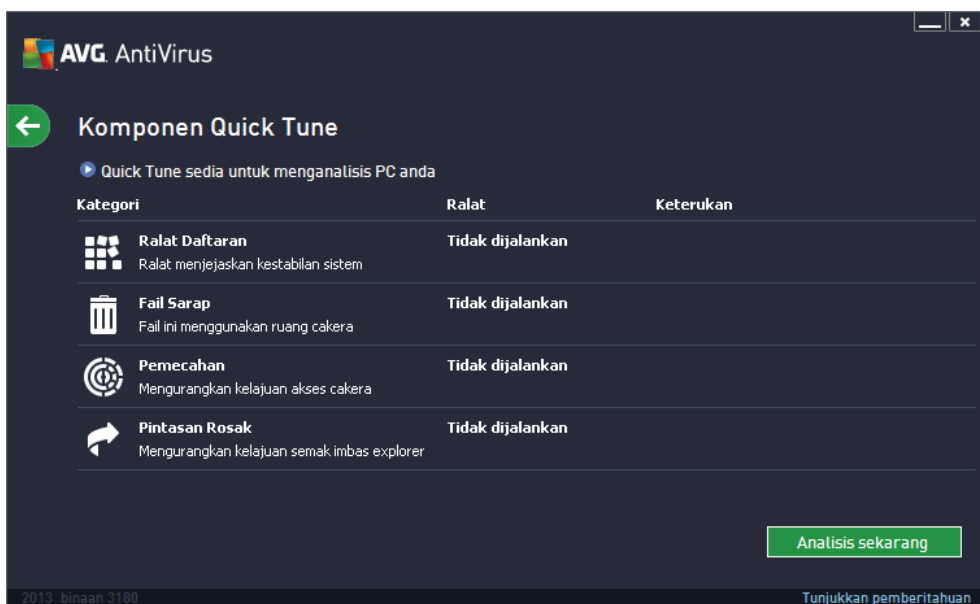 AVG. AntiVirus
Komponen Quick Tune
Quick Tune sedia untuk menganalisis PC anda
Kategori Ralat Keterukan
Ralat Daftaran Tidak dijalankan
Ralat menjejaskan kestabilan sistem
Fail Sarap Tidak dijalankan
Fail ini menggunakan ruang cakera
Pemecahan Tidak dijalankan
Mengurangkan kelajuan akses cakera
Pintasan Rosak Tidak dijalankan
Mengurangkan kelajuan semak imbas explorer
Analisis sekarang
2013 binaan 3180 Tunjukkan pemberitahuan